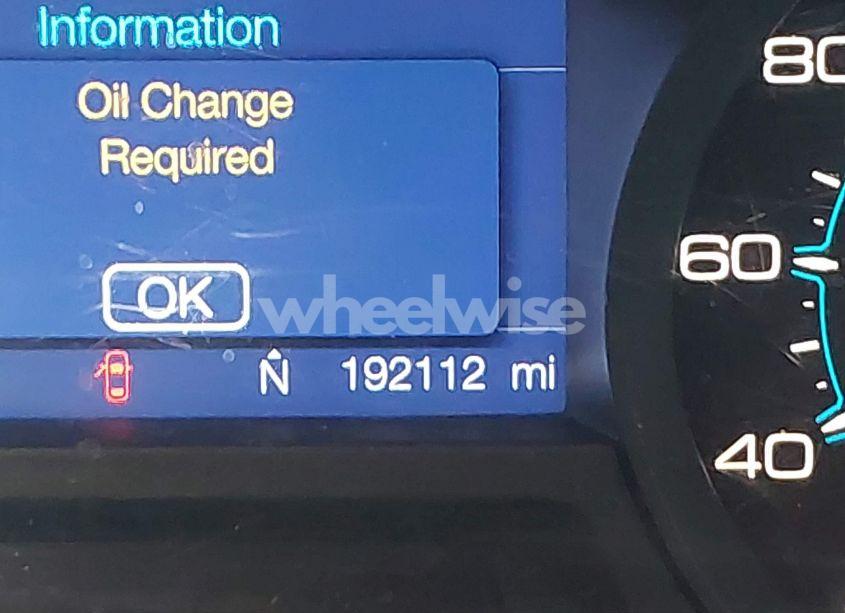 Information
80
Oil Change
Required
60
OK
wheelwise
N 192112 mi
40